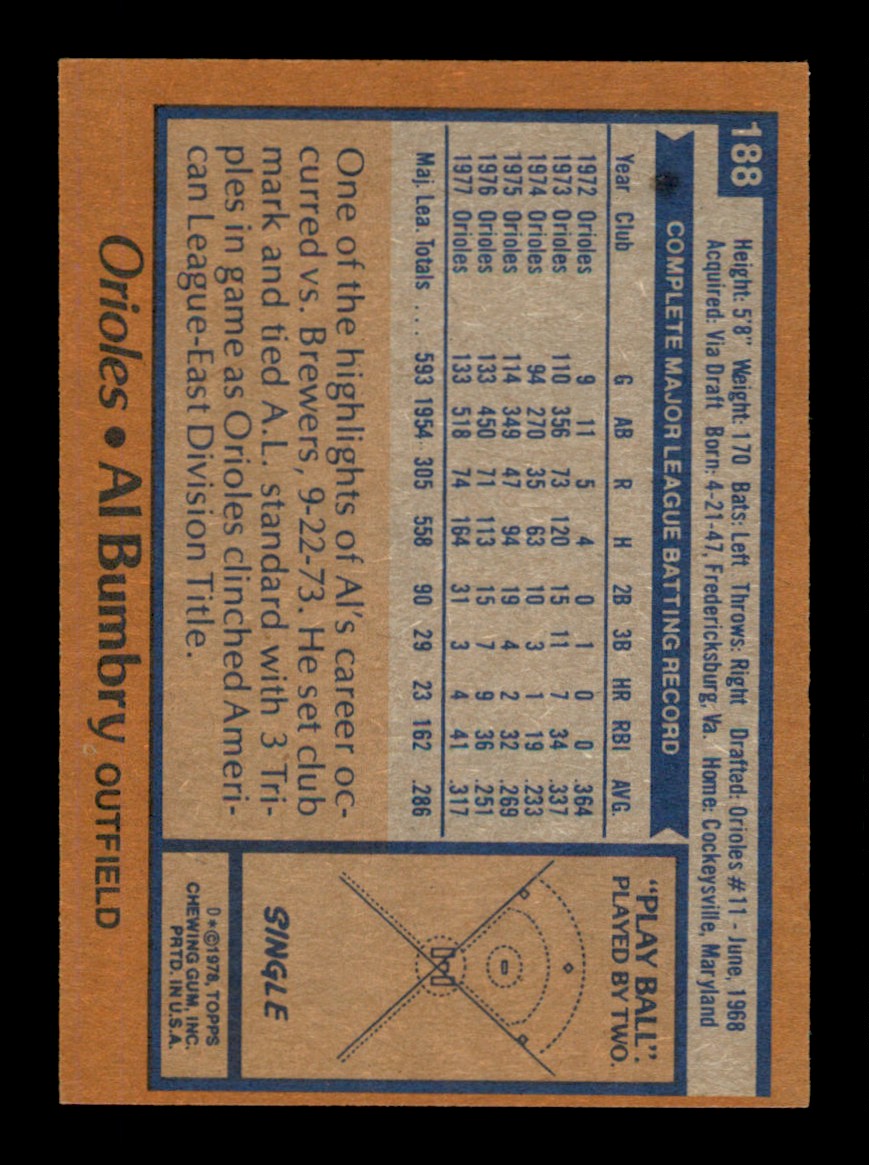 188
Height: 5'8" Weight: 170 Bats: Left Throws: Right Drafted: Orioles #11 - June, 1968
Acquired: Via Draft Born: 4-21-47, Fredericksburg, Va. Home: Cockeysville, Maryland
COMPLETE MAJOR LEAGUE BATTING RECORD
Year Club G AB R H 2B 3B HR RBI AVG.
1972 Orioles 9 11 5 4 0 1 0 0 .364
1973 Orioles 110 356 73 120 15 11 7 34 .337
1974 Orioles 94 270 35 63 10 3 1 19 .233
1975 Orioles 114 349 47 94 19 4 2 32 .269
1976 Orioles 133 450 71 113 15 7 9 36 .251
1977 Orioles 133 518 74 164 31 3 4 41 .317
Maj. Lea. Totals .... 593 1954 305 558 90 29 23 162 .286
One of the highlights of Al's career oc-
curred vs. Brewers, 9-22-73. He set club
mark and tied A.L. standard with 3 Tri-
ples in game as Orioles clinched Ameri-
can League-East Division Title.
"PLAY BALL".
PLAYED BY TWO.
SINGLE
D*©1978, TOPPS
CHEWING GUM, INC.
PRTD. IN U.S.A.
Orioles • Al Bumbry OUTFIELD